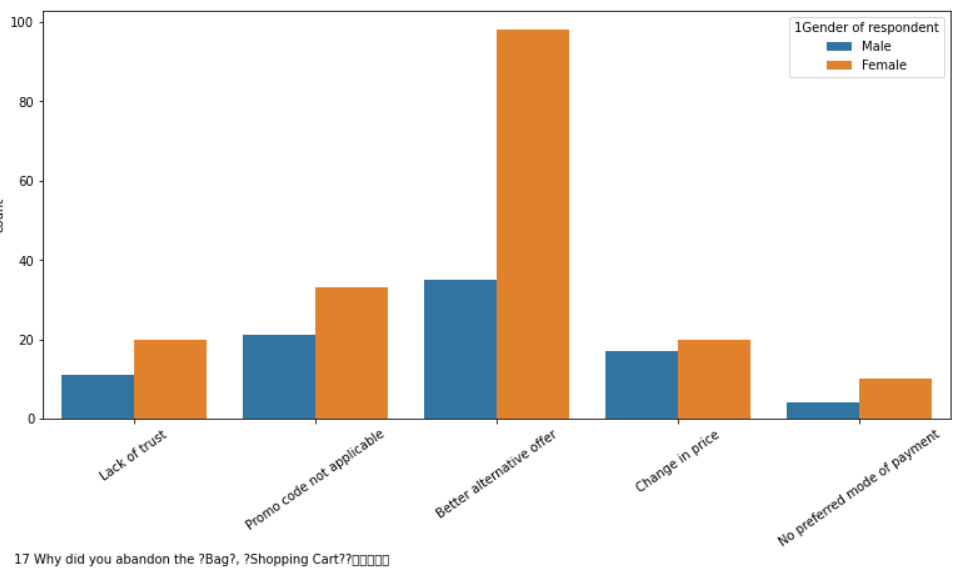 100
80
60
40
20
0
count
1Gender of respondent
Male
Female
Lack of trust
Promo code not applicable
Better alternative offer
Change in price
No preferred mode of payment
17 Why did you abandon the ?Bag?, ?Shopping Cart??□□□□□